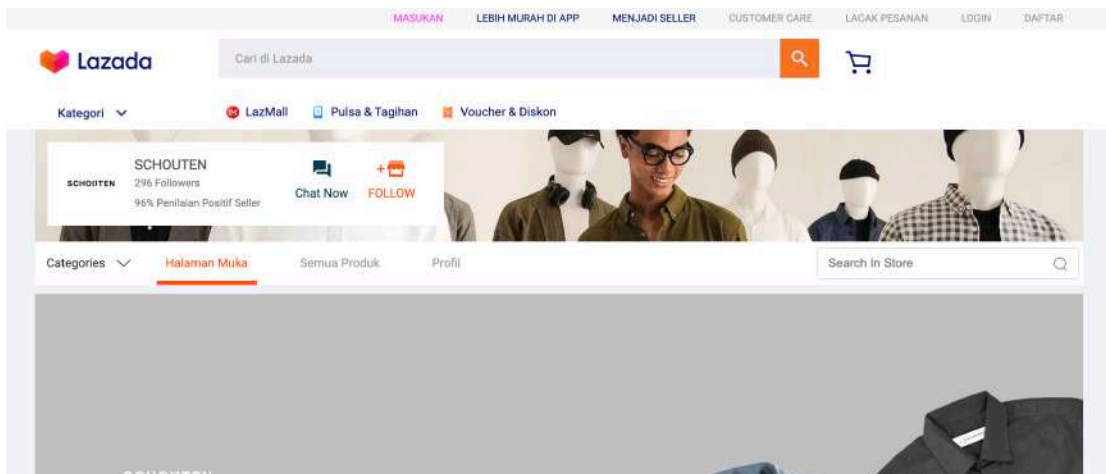 MASUKAN LEBIH MURAH DI APP MENJADI SELLER CUSTOMER CARE LACAK PESANAN LOGIN DAFTAR
Lazada Cari di Lazada
Kategori LazMall Pulsa & Tagihan Voucher & Diskon
SCHOUTEN
SCHOUTEN
296 Followers
96% Penilaian Positif Seller
Chat Now FOLLOW
Categories Halaman Muka Semua Produk Profil Search In Store